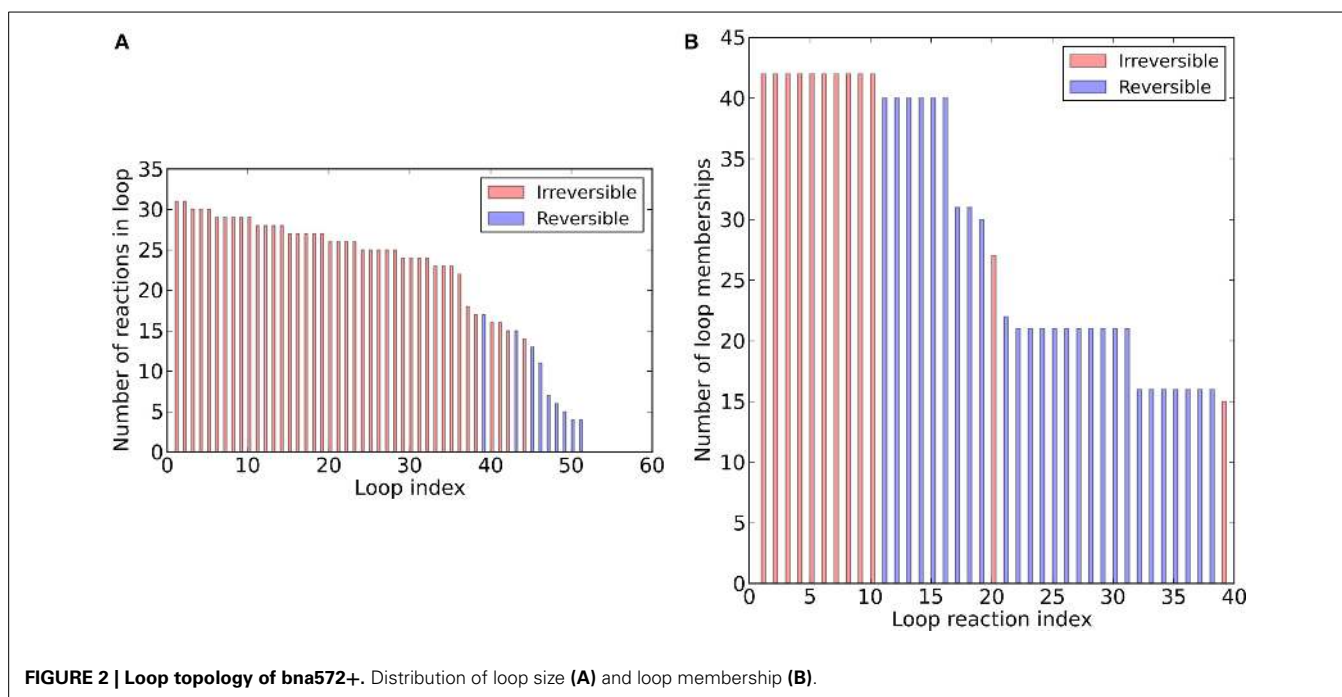 A
35
30
25
20
15
10
5
0
Number of reactions in loop
Irreversible
Reversible
0 10 20 30 40 50 60
Loop index
B
45
40
35
30
25
20
15
10
5
0
Number of loop memberships
Irreversible
Reversible
0 5 10 15 20 25 30 35 40
Loop reaction index
FIGURE 2 | Loop topology of bna572+. Distribution of loop size (A) and loop membership (B).